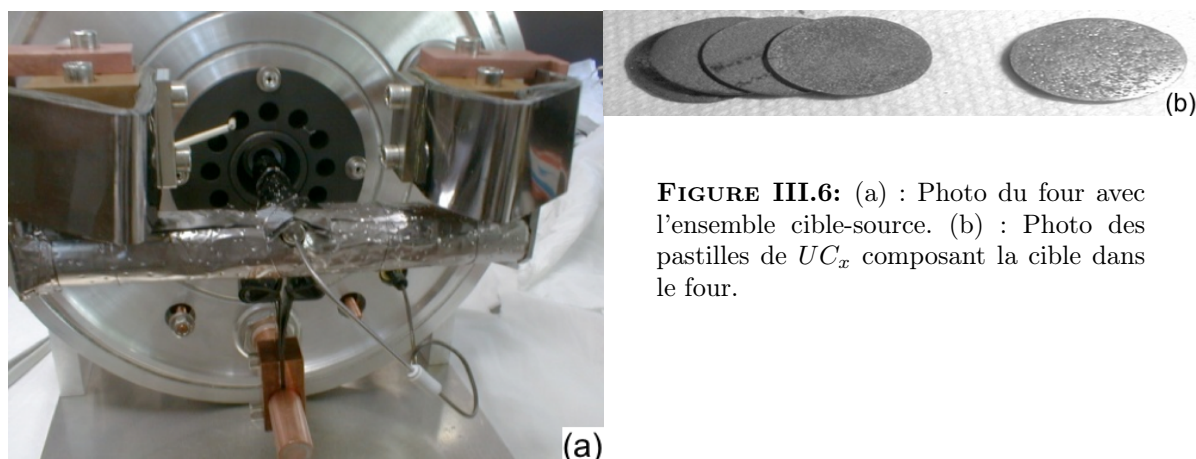 (a)
(b)
FIGURE III.6: (a) : Photo du four avec
l'ensemble cible-source. (b) : Photo des
pastilles de UCₓ composant la cible dans
le four.